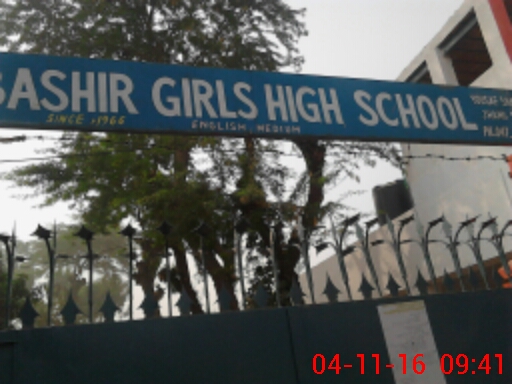 BASHIR GIRLS HIGH SCHOOL
SINCE 1966
ENGLISH MEDIUM
04-11-16 09:41